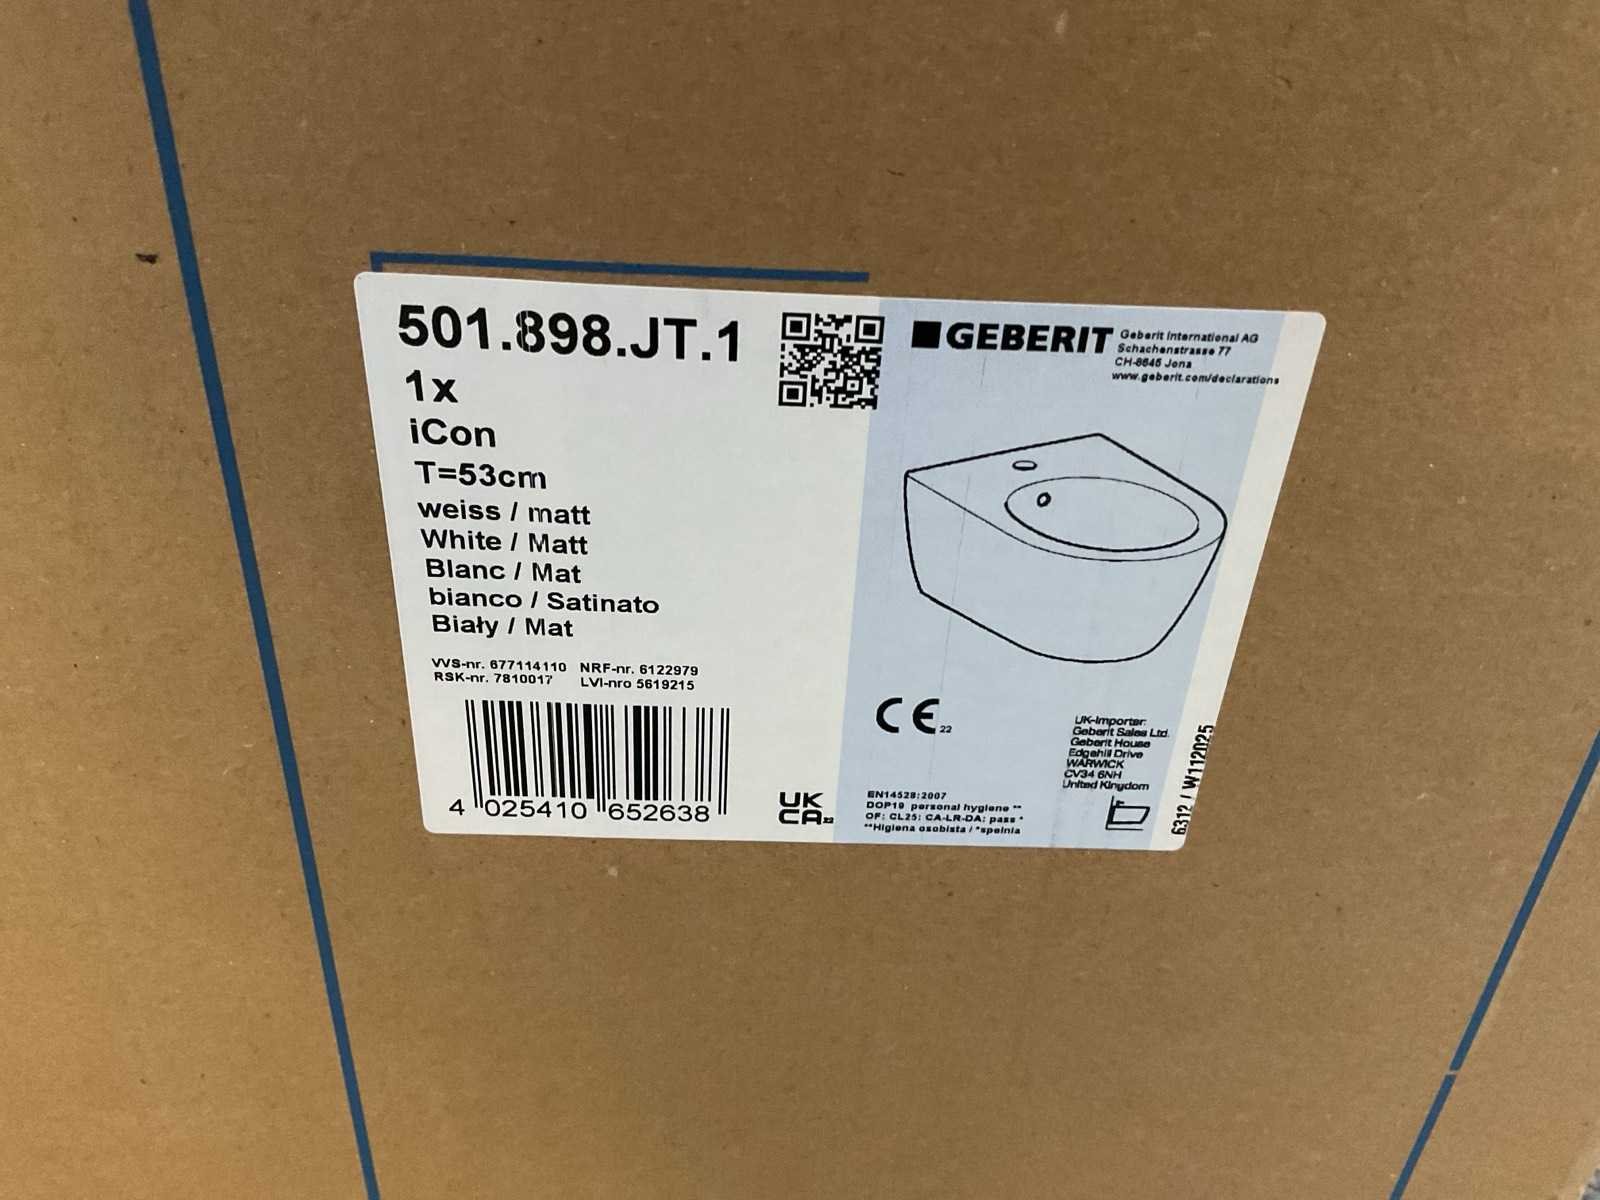 501.898.JT.1
1x
iCon
T=53cm
weiss / matt
White / Matt
Blanc / Mat
bianco / Satinato
Biały / Mat
VVS-nr. 677114110 NRF-nr. 6122979
RSK-nr. 7810017 LVI-nro 5619215
4 025410 652638
UK
CA 22
GEBERIT
Geberit International AG
Schachenstrasse 77
CH-8645 Jona
www.geberit.com/declarations
CE 22
EN14528:2007
DOP19 personal hygiene **
OF: CL25: CA-LR-DA: pass *
**Higiena osobista / *spełnia
UK-Importer:
Geberit Sales Ltd.
Geberit House
Edgehill Drive
WARWICK
CV34 6NH
United Kingdom
6312 / W112025